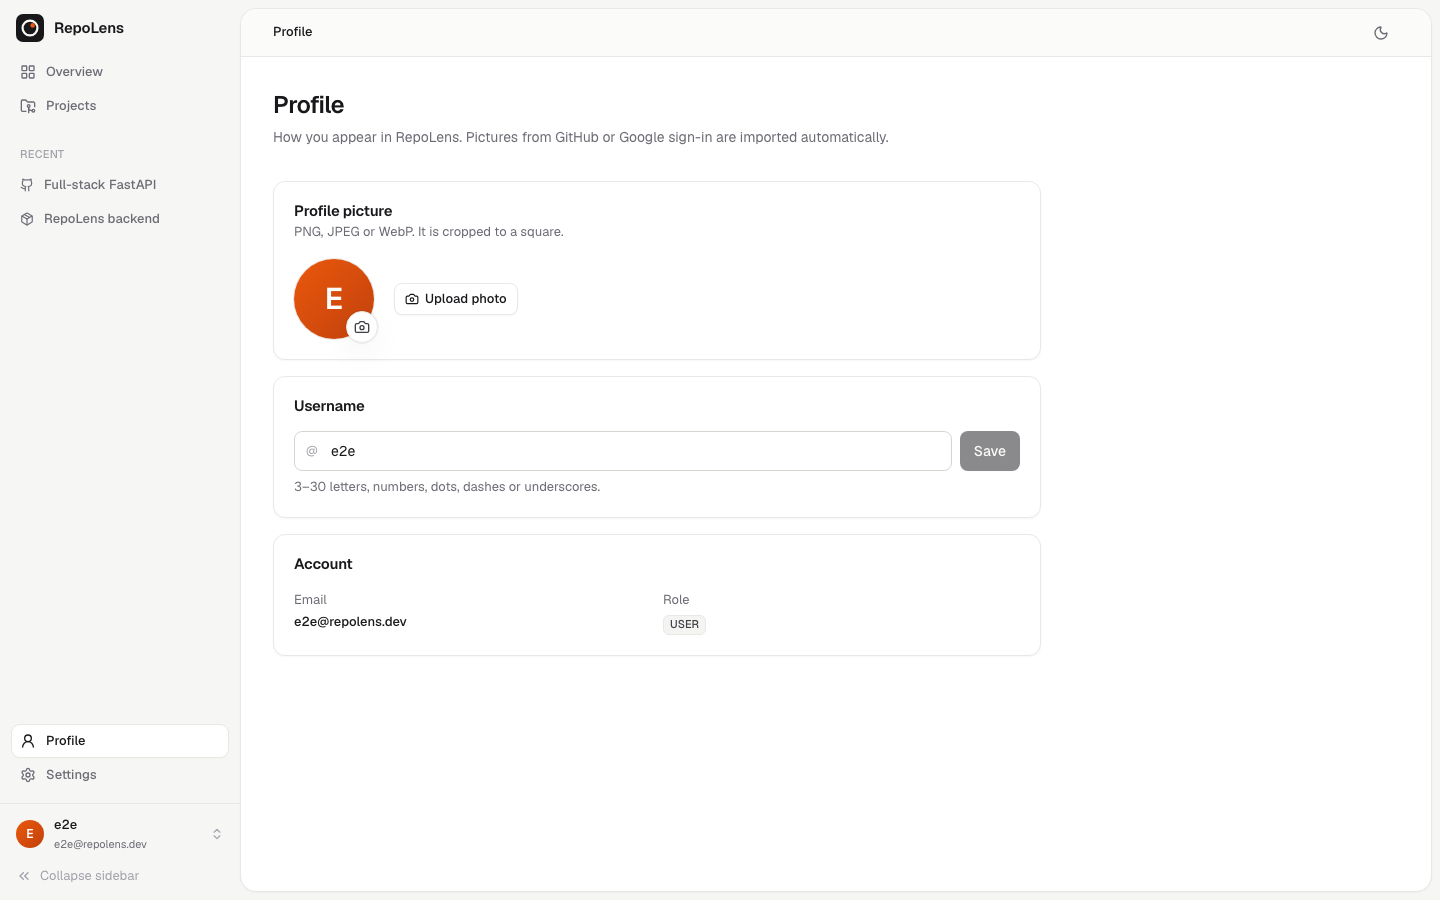 RepoLens
Overview
Projects
RECENT
Full-stack FastAPI
RepoLens backend
Profile
Settings
E
e2e
e2e@repolens.dev
Collapse sidebar
Profile
Profile
How you appear in RepoLens. Pictures from GitHub or Google sign-in are imported automatically.
Profile picture
PNG, JPEG or WebP. It is cropped to a square.
E
Upload photo
Username
@ e2e
Save
3–30 letters, numbers, dots, dashes or underscores.
Account
Email
Role
e2e@repolens.dev
USER